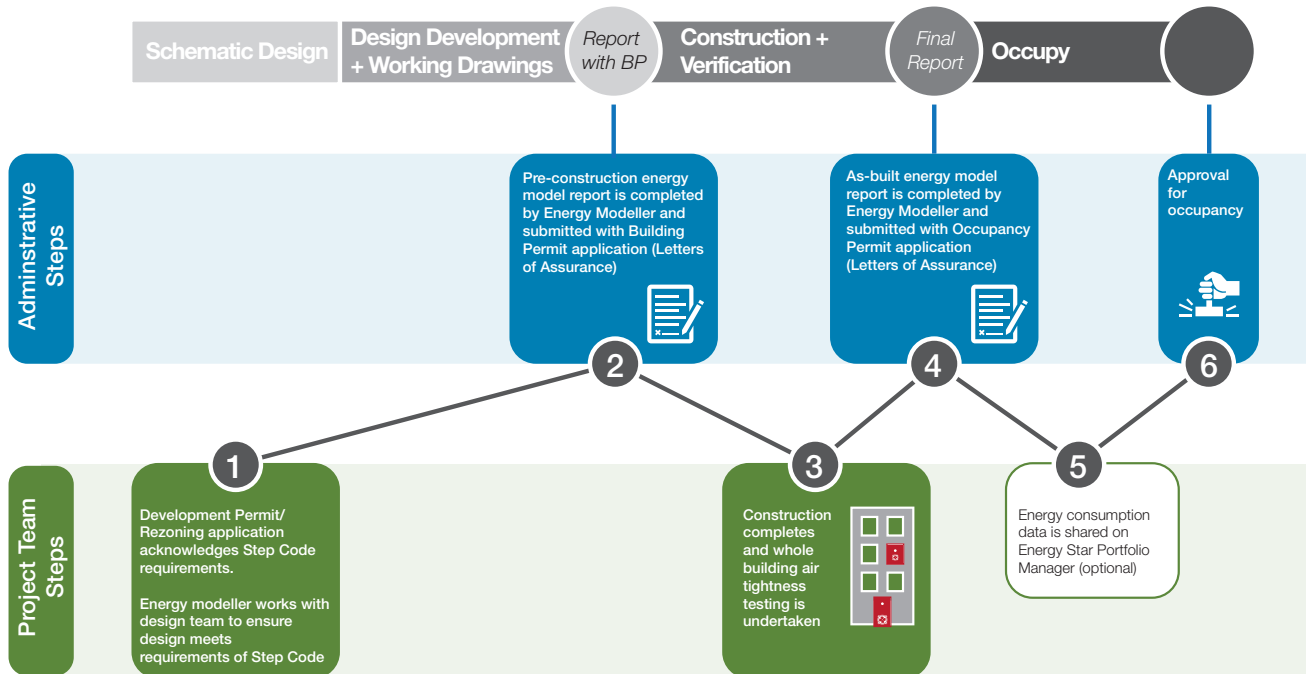 Schematic Design
Design Development
+ Working Drawings
Report
with BP
Construction +
Verification
Final
Report
Occupy
Adminstrative
Steps
Pre-construction energy
model report is completed
by Energy Modeller and
submitted with Building
Permit application (Letters
of Assurance)
As-built energy model
report is completed by
Energy Modeller and
submitted with Occupancy
Permit application
(Letters of Assurance)
Approval
for
occupancy
2
4
6
Project Team
Steps
1
Development Permit/
Rezoning application
acknowledges Step Code
requirements.
Energy modeller works with
design team to ensure
design meets
requirements of Step Code
3
Construction
completes
and whole
building air
tightness
testing is
undertaken
5
Energy consumption
data is shared on
Energy Star Portfolio
Manager (optional)